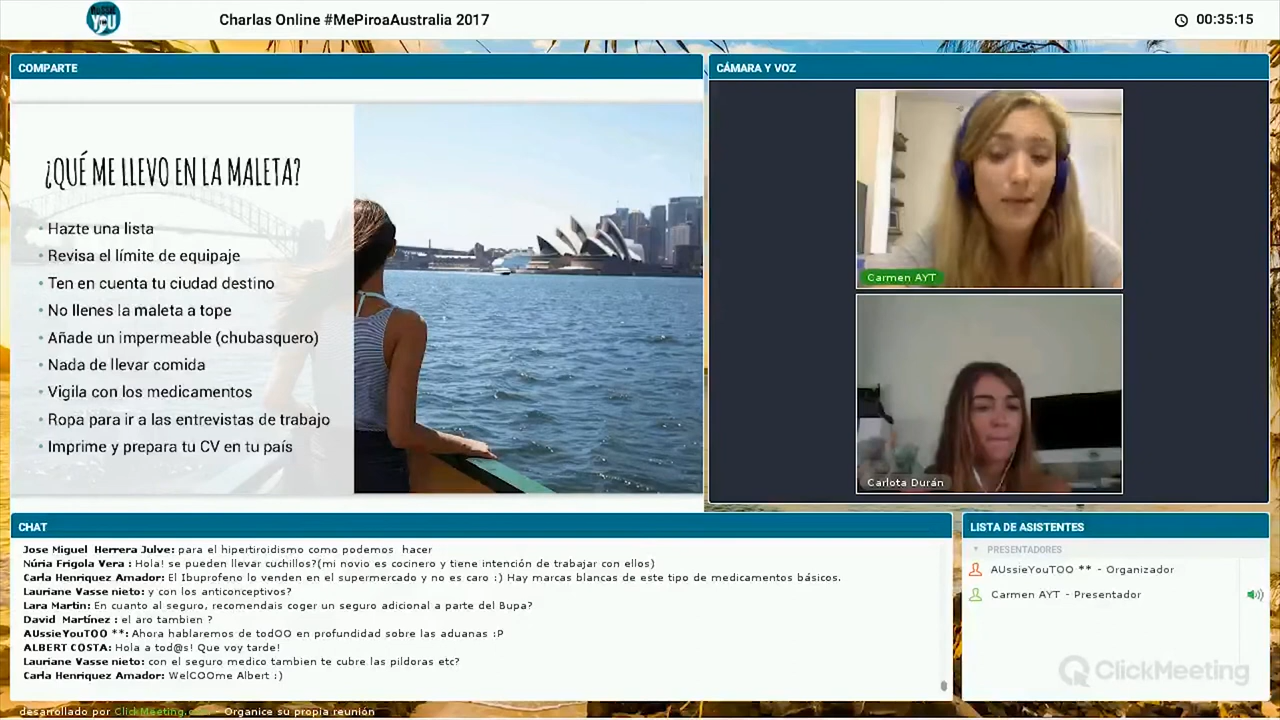 YOU
Charlas Online #MePiroaAustralia 2017
00:35:15
COMPARTE
¿QUÉ ME LLEVO EN LA MALETA?
• Hazte una lista
• Revisa el límite de equipaje
• Ten en cuenta tu ciudad destino
• No llenes la maleta a tope
• Añade un impermeable (chubasquero)
• Nada de llevar comida
• Vigila con los medicamentos
• Ropa para ir a las entrevistas de trabajo
• Imprime y prepara tu CV en tu país
CÁMARA Y VOZ
Carmen AYT
Carlota Durán
CHAT
Jose Miguel Herrera Julve: para el hipertiroidismo como podemos hacer
Núria Frigola Vera : Hola! se pueden llevar cuchillos?(mi novio es cocinero y tiene intención de trabajar con ellos)
Carla Henriquez Amador: El Ibuprofeno lo venden en el supermercado y no es caro :) Hay marcas blancas de este tipo de medicamentos básicos.
Lauriane Vasse nieto: y con los anticonceptivos?
Lara Martin: En cuanto al seguro, recomendais coger un seguro adicional a parte del Bupa?
David Martínez : el aro tambien ?
AUssieYouTOO **: Ahora hablaremos de todOO en profundidad sobre las aduanas :P
ALBERT COSTA: Hola a tod@s! Que voy tarde!
Lauriane Vasse nieto: con el seguro medico tambien te cubre las pildoras etc?
Carla Henriquez Amador: WelCOOme Albert :)
LISTA DE ASISTENTES
PRESENTADORES
AUssieYouTOO ** - Organizador
Carmen AYT - Presentador
ClickMeeting
desarrollado por ClickMeeting.com - Organice su propia reunión